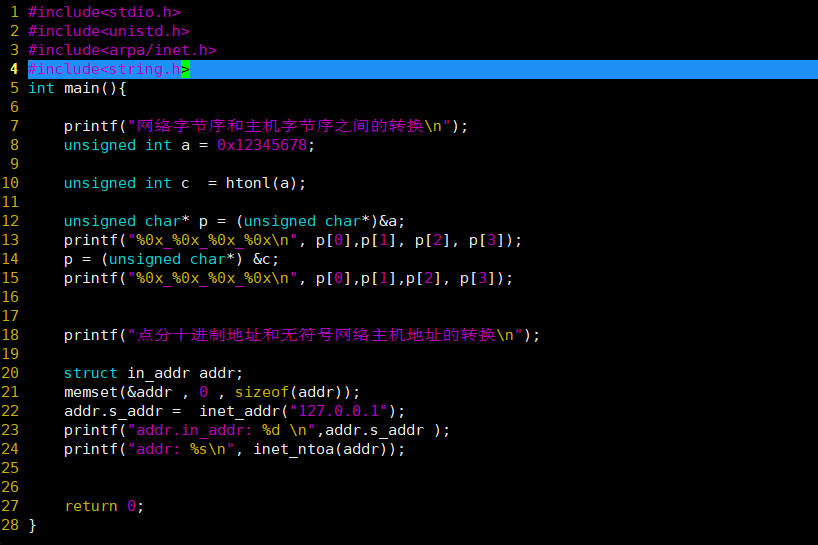 1 #include<stdio.h>
2 #include<unistd.h>
3 #include<arpa/inet.h>
4 #include<string.h>
5 int main(){
6
7     printf("网络字节序和主机字节序之间的转换\n");
8     unsigned int a = 0x12345678;
9
10     unsigned int c  = htonl(a);
11
12     unsigned char* p = (unsigned char*)&a;
13     printf("%0x_%0x_%0x_%0x\n", p[0],p[1], p[2], p[3]);
14     p = (unsigned char*) &c;
15     printf("%0x_%0x_%0x_%0x\n", p[0],p[1],p[2], p[3]);
16
17
18     printf("点分十进制地址和无符号网络主机地址的转换\n");
19
20     struct in_addr addr;
21     memset(&addr , 0 , sizeof(addr));
22     addr.s_addr =  inet_addr("127.0.0.1");
23     printf("addr.in_addr: %d \n",addr.s_addr );
24     printf("addr: %s\n", inet_ntoa(addr));
25
26
27     return 0;
28 }